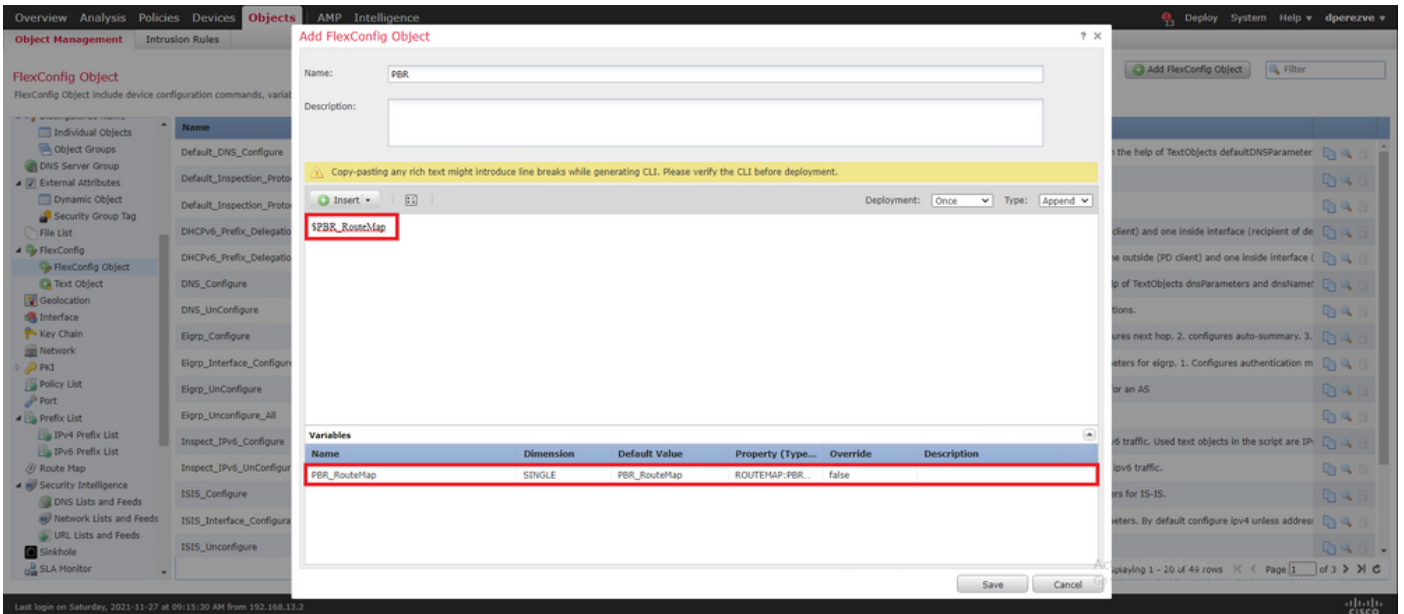 Overview Analysis Policies Devices Objects AMP Intelligence
13 Deploy System Help dperezve
Object Management Intrusion Rules
Add FlexConfig Object
? ×
FlexConfig Object
FlexConfig Object include device configuration commands, variat
Add FlexConfig Object
Filter
Name: PBR
Description:
Copy-pasting any rich text might introduce line breaks while generating CLI. Please verify the CLI before deployment.
Insert
Deployment: Once Type: Append
$PBR_RouteMap
Individual Objects
Object Groups
DNS Server Group
External Attributes
Dynamic Object
Security Group Tag
File List
FlexConfig
FlexConfig Object
Text Object
Geolocation
Interface
Key Chain
Network
PKI
Policy List
Port
Prefix List
IPv4 Prefix List
IPv6 Prefix List
Route Map
Security Intelligence
DNS Lists and Feeds
Network Lists and Feeds
URL Lists and Feeds
Sinkhole
SLA Monitor
Name
Default_DNS_Configure
Default_Inspection_Proto
Default_Inspection_Proto
DHCPv6_Prefix_Delegatio
DHCPv6_Prefix_Delegatio
DNS_Configure
DNS_UnConfigure
Eigrp_Configure
Eigrp_Interface_Configur
Eigrp_UnConfigure
Eigrp_Unconfigure_All
Inspect_IPv6_Configure
Inspect_IPv6_UnConfigur
ISIS_Configure
ISIS_Interface_Configura
ISIS_Unconfigure
the help of TextObjects defaultDNSParameter
client) and one inside interface (recipient of de
outside (PD client) and one inside interface (
of TextObjects dnsParameters and dnsName
tions.
ures next hop. 2. configures auto-summary. 3.
eters for eigrp. 1. Configures authentication m
for an AS
traffic. Used text objects in the script are IP
ipv6 traffic.
ers for IS-IS.
eters. By default configure ipv4 unless address
Variables
Name Dimension Default Value Property (Type... Override Description
PBR_RouteMap SINGLE PBR_RouteMap ROUTEMAP:PBR... false
Save Cancel
Displaying 1 - 20 of 49 rows Page 1 of 3
Last login on Saturday, 2021-11-27 at 09:15:30 AM from 192.168.13.2
CISCO